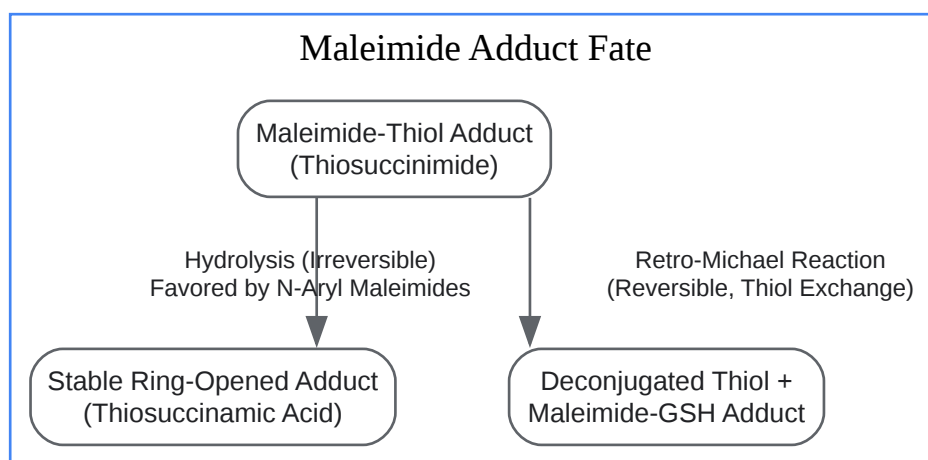 Maleimide Adduct Fate
Maleimide-Thiol Adduct
(Thiosuccinimide)
Hydrolysis (Irreversible)
Favored by N-Aryl Maleimides
Retro-Michael Reaction
(Reversible, Thiol Exchange)
Stable Ring-Opened Adduct
(Thiosuccinamic Acid)
Deconjugated Thiol +
Maleimide-GSH Adduct